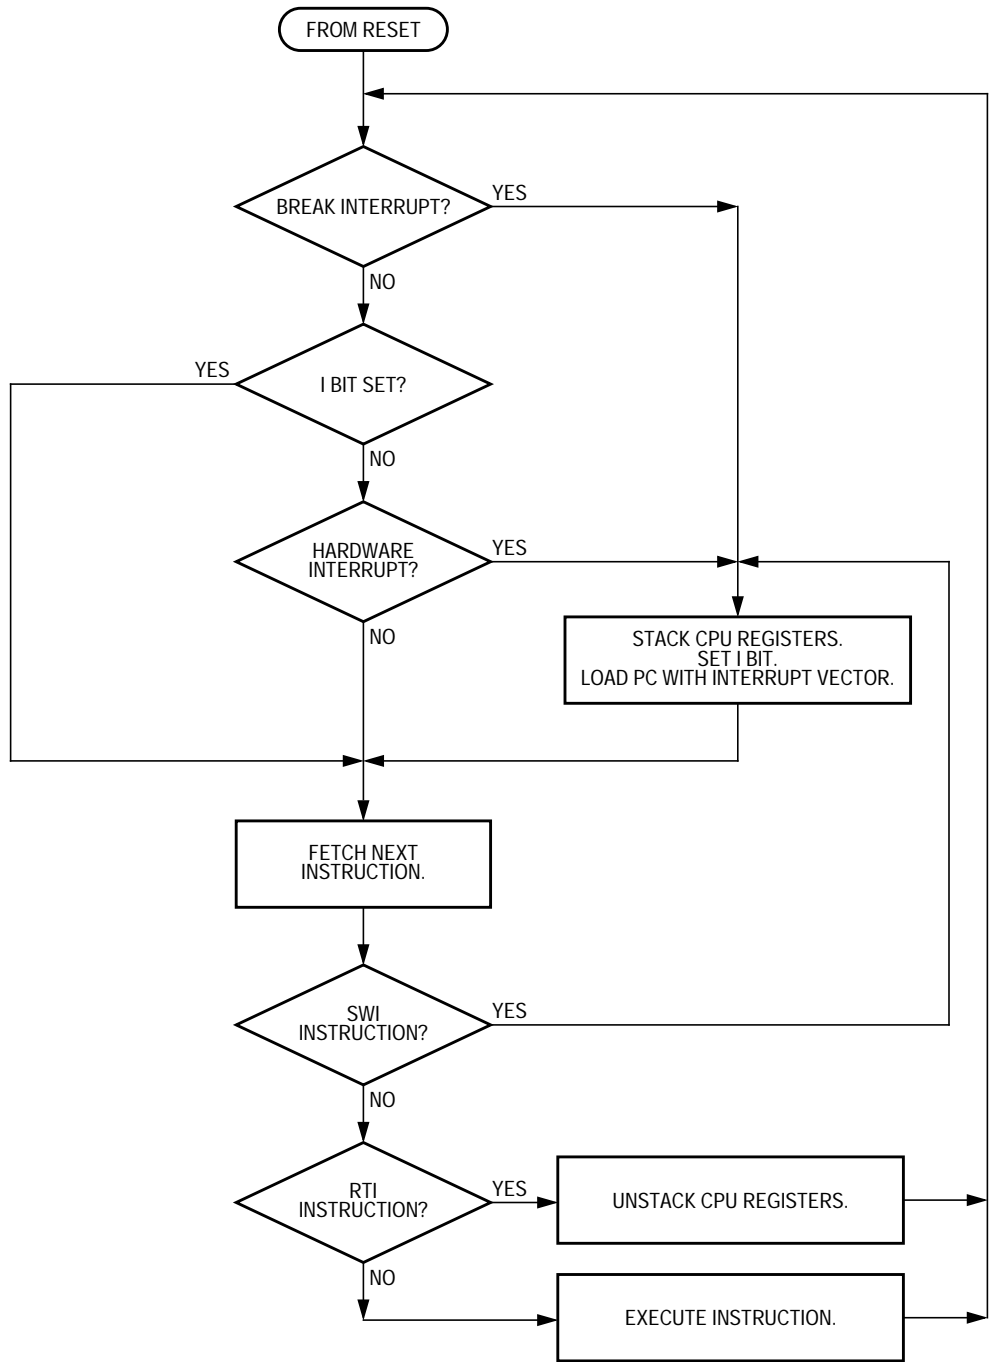 FROM RESET
BREAK INTERRUPT?
YES
NO
I BIT SET?
YES
NO
HARDWARE
INTERRUPT?
YES
NO
STACK CPU REGISTERS.
SET I BIT.
LOAD PC WITH INTERRUPT VECTOR.
FETCH NEXT
INSTRUCTION.
SWI
INSTRUCTION?
YES
NO
RTI
INSTRUCTION?
YES
UNSTACK CPU REGISTERS.
NO
EXECUTE INSTRUCTION.